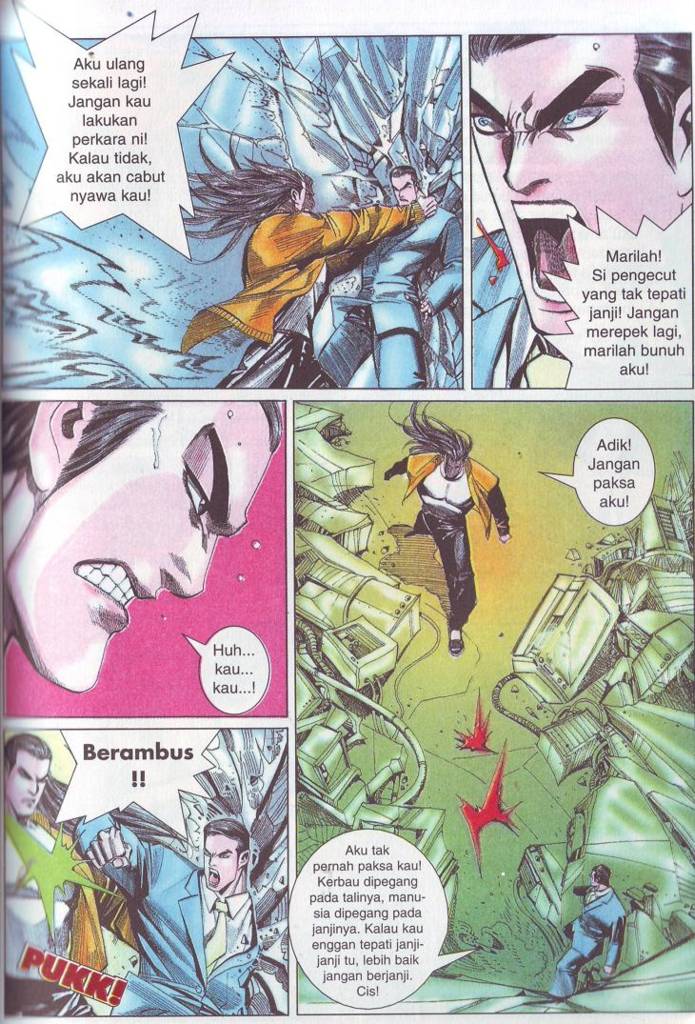 Aku ulang
sekali lagi!
Jangan kau
lakukan
perkara ni!
Kalau tidak,
aku akan cabut
nyawa kau!
Marilah!
Si pengecut
yang tak tepati
janji! Jangan
merepek lagi,
marilah bunuh
aku!
Huh...
kau...
kau...!
Adik!
Jangan
paksa
aku!
Berambus
!!
PUKK!
Aku tak
pernah paksa kau!
Kerbau dipegang
pada talinya, manu-
sia dipegang pada
janjinya. Kalau kau
enggan tepati janji-
janji tu, lebih baik
jangan berjanji.
Cis!